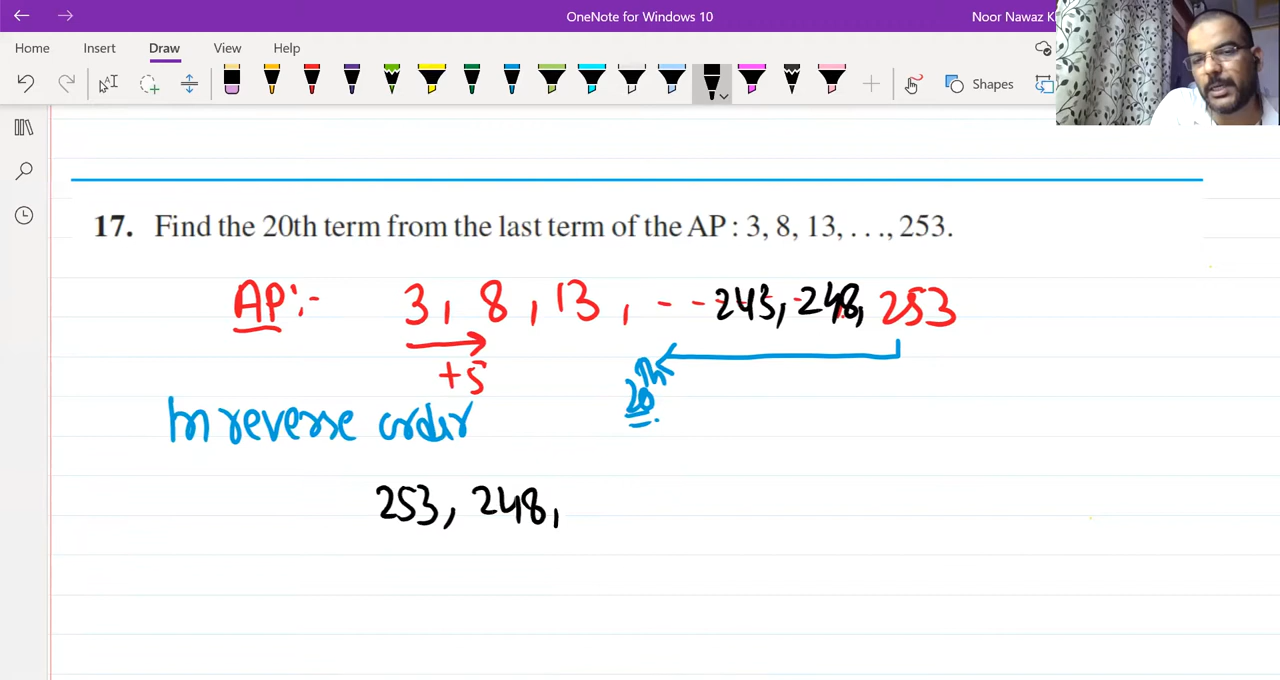 OneNote for Windows 10
Noor Nawaz K
Home Insert Draw View Help
Shapes
17. Find the 20th term from the last term of the AP : 3, 8, 13, . . ., 253.
AP:- 3, 8, 13, - - - - 243, 248, 253
+5
20th.
In reverse order
253, 248,